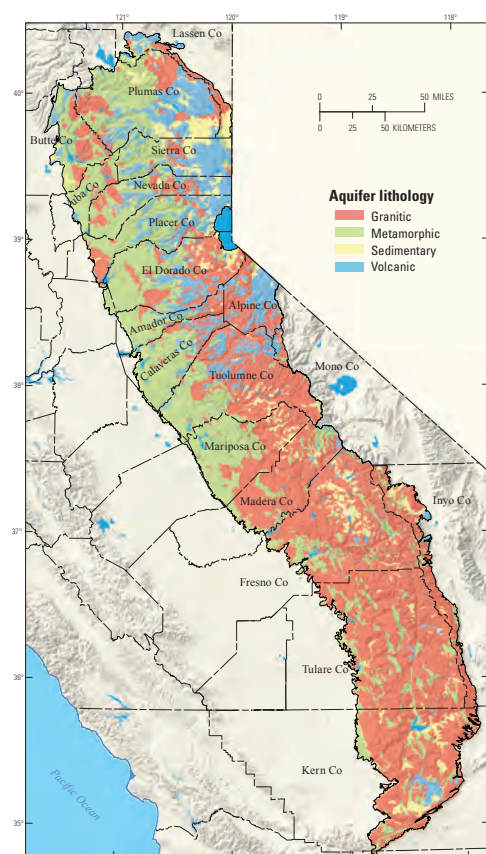 121°
120°
119°
118°
Lassen Co
Plumas Co
40°
0 25 50 MILES
0 25 50 KILOMETERS
Butte Co
Sierra Co
Yuba Co
Nevada Co
Aquifer lithology
Granitic
Metamorphic
Sedimentary
Volcanic
Placer Co
39°
El Dorado Co
Alpine Co
Amador Co
Calaveras Co
Mono Co
Tuolumne Co
38°
Mariposa Co
Madera Co
Inyo Co
37°
Fresno Co
Tulare Co
36°
Kern Co
Pacific Ocean
35°